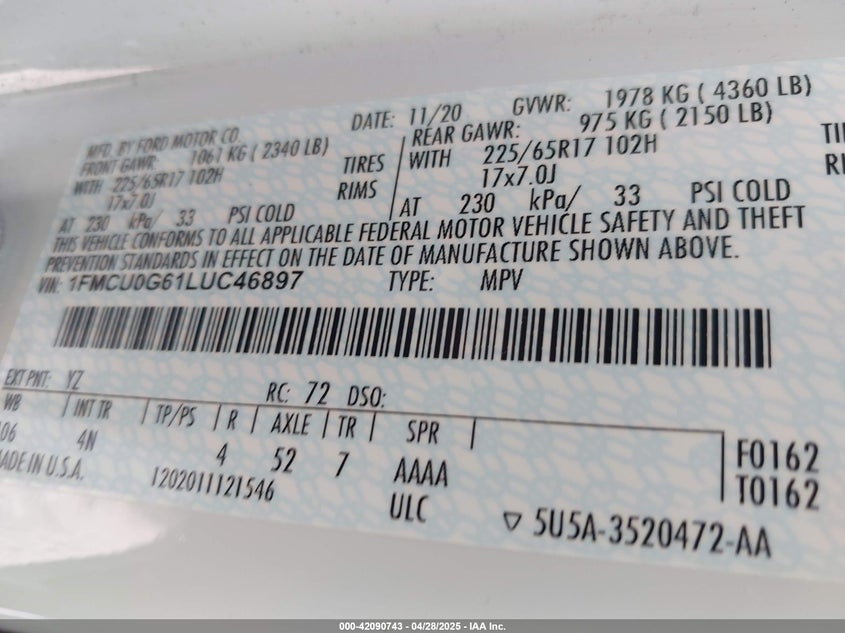 MFD. BY FORD MOTOR CO.
DATE: 11/20 GVWR: 1978 KG ( 4360 LB)
FRONT GAWR: 1061 KG ( 2340 LB)
REAR GAWR: 975 KG ( 2150 LB)
WITH 225/65R17 102H TIRES
WITH 225/65R17 102H TI
17x7.0J RIMS
17x7.0J RI
AT 230 kPa/ 33 PSI COLD
AT 230 kPa/ 33 PSI COLD
THIS VEHICLE CONFORMS TO ALL APPLICABLE FEDERAL MOTOR VEHICLE SAFETY AND THEFT
PREVENTION STANDARDS IN EFFECT ON THE DATE OF MANUFACTURE SHOWN ABOVE.
VIN: 1FMCU0G61LUC46897 TYPE: MPV
EXT PNT: YZ RC: 72 DSO:
WB INT TR TP/PS R AXLE TR SPR
06 4N 4 52 7 AAAA F0162
ADE IN U.S.A. 1202011121546 ULC T0162
5U5A-3520472-AA
000-42090743 - 04/28/2025 - IAA Inc.